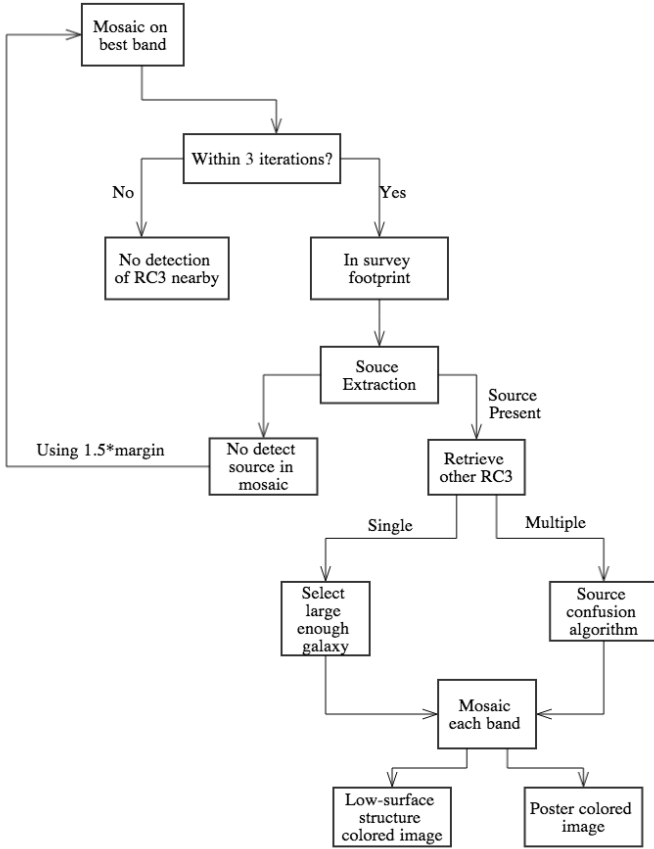 Mosaic on
best band
Within 3 iterations?
No
Yes
No detection
of RC3 nearby
In survey
footprint
Souce
Extraction
Source
Present
Using 1.5*margin
No detect
source in
mosaic
Retrieve
other RC3
Single
Multiple
Select
large
enough
galaxy
Source
confusion
algorithm
Mosaic
each band
Low-surface
structure
colored image
Poster colored
image